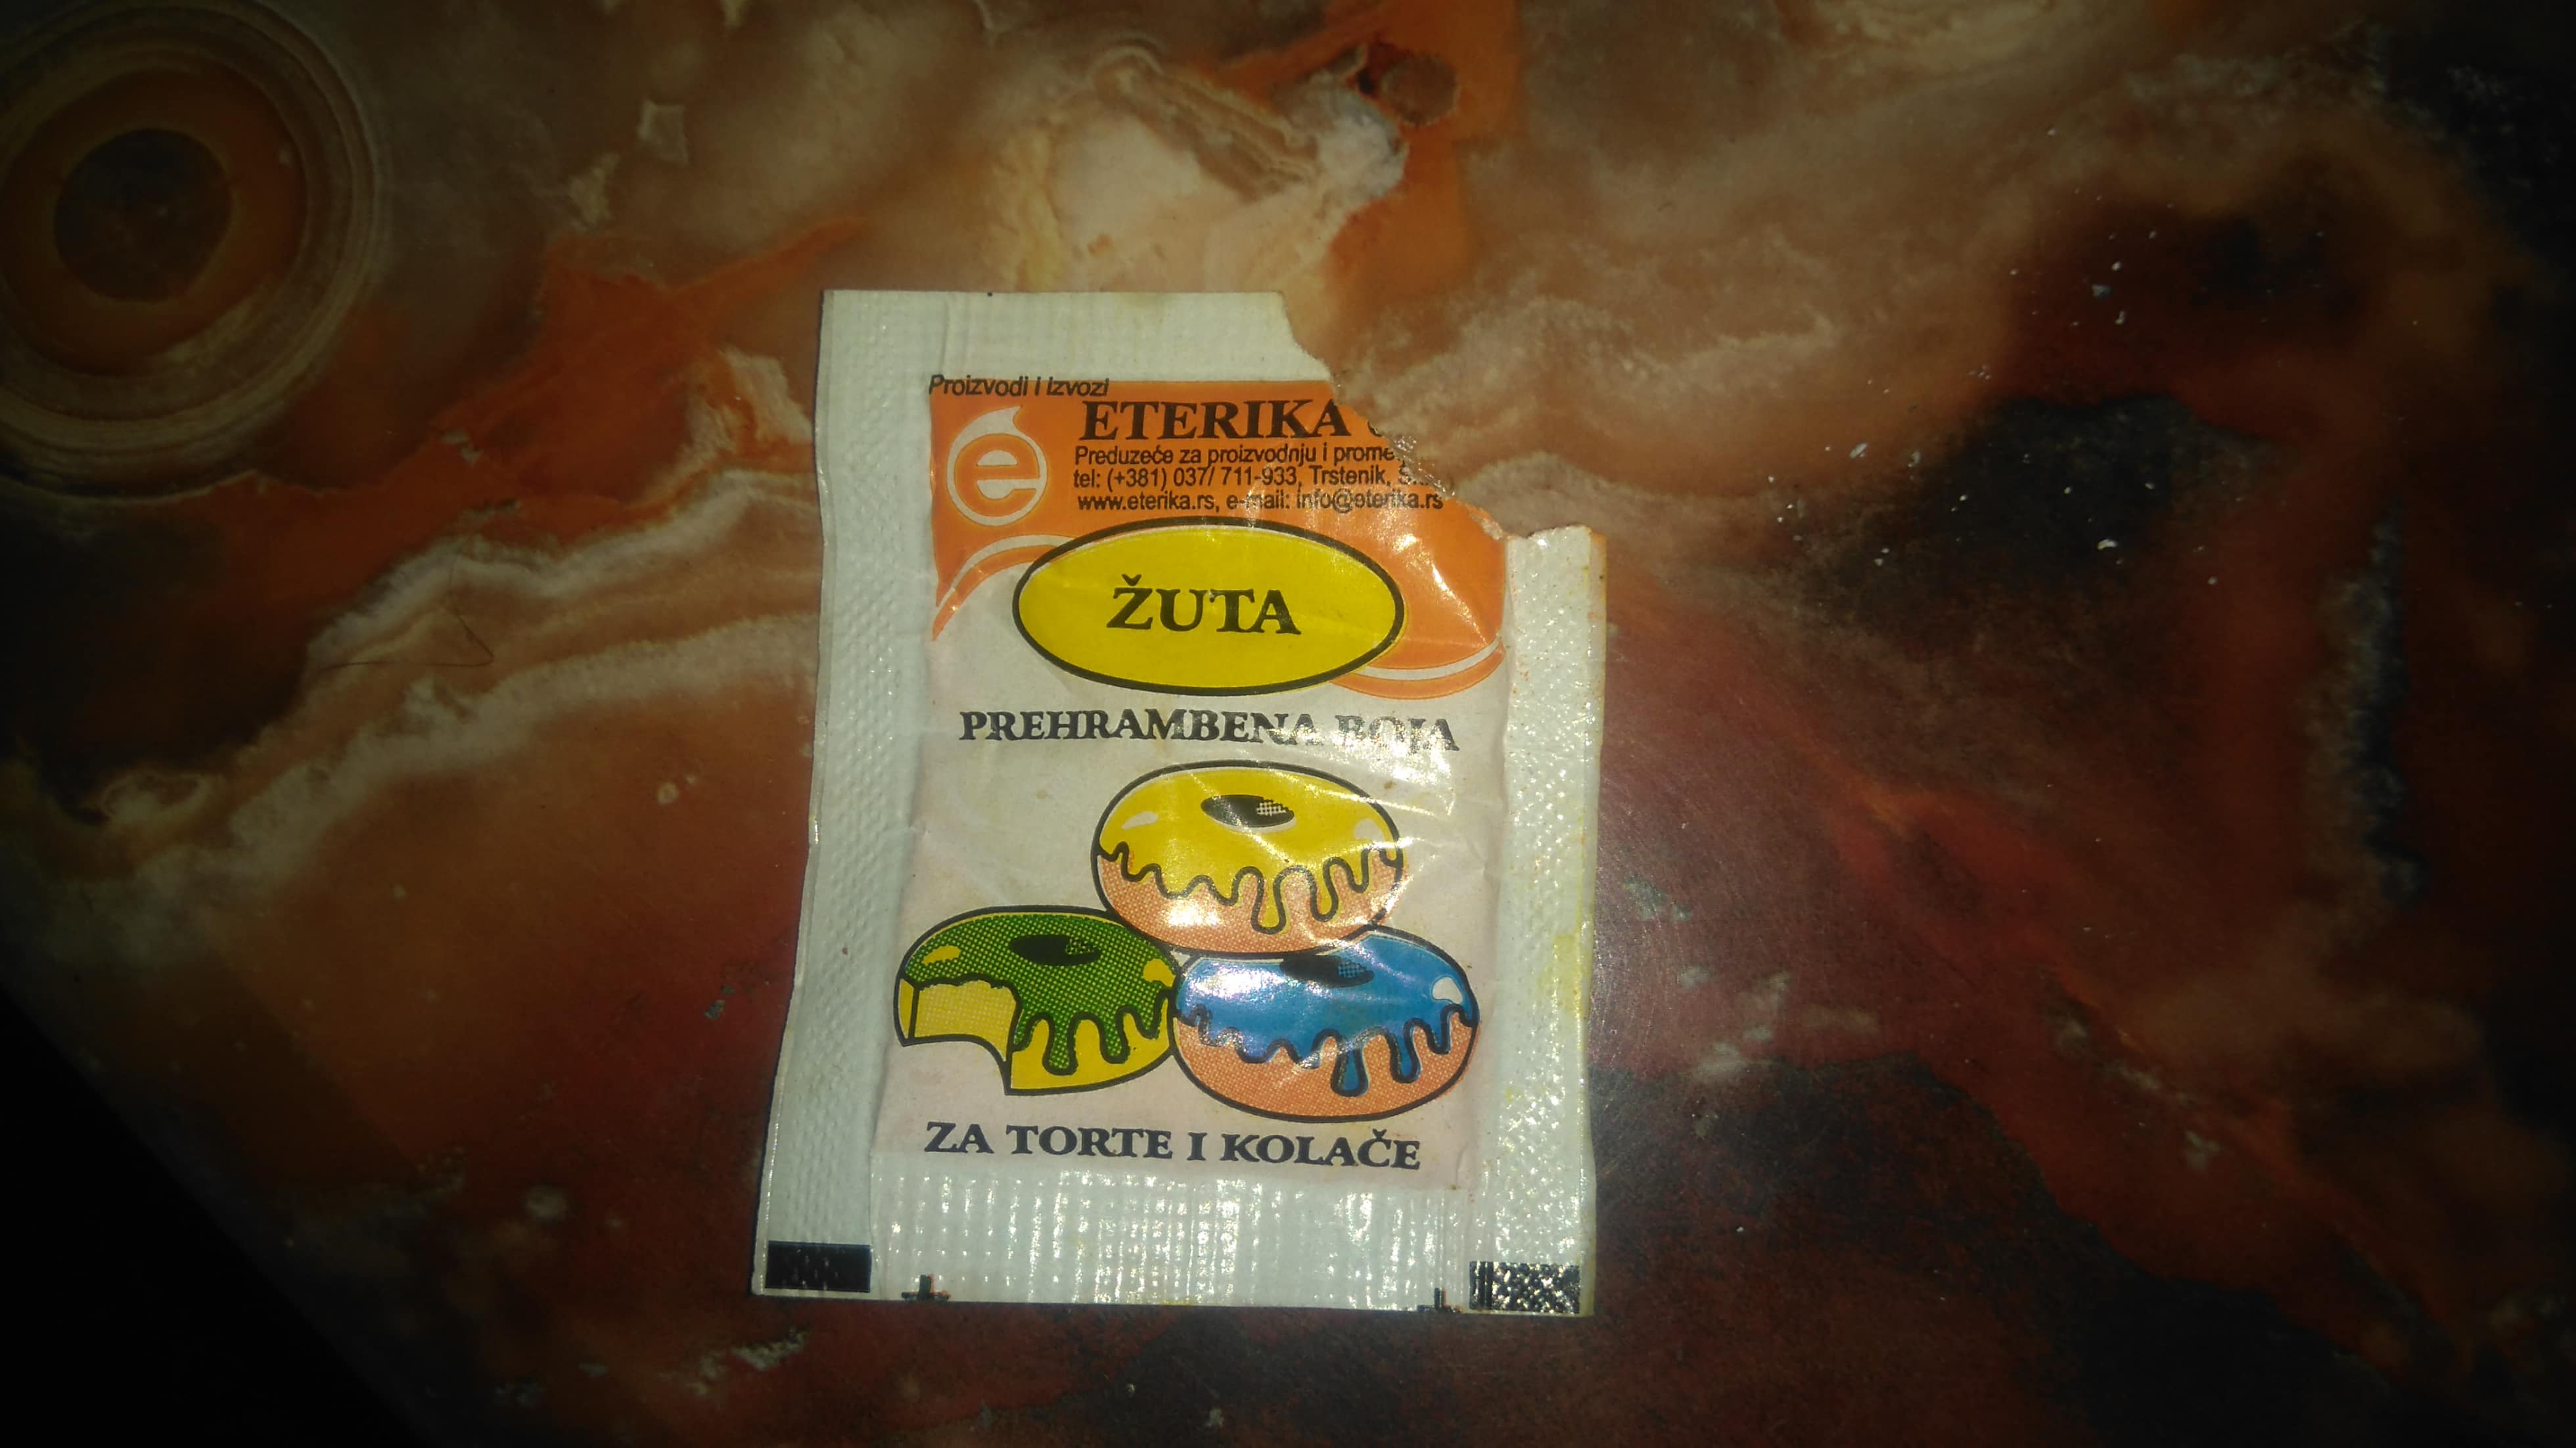 Proizvodi i izvozi
e
ETERIKA
Preduzeće za proizvodnju i prome
tel: (+381) 037/ 711-933, Trstenik,
www.eterika.rs, e-mail: info@eterika.rs
ŽUTA
PREHRAMBENA BOJA
ZA TORTE I KOLAČE